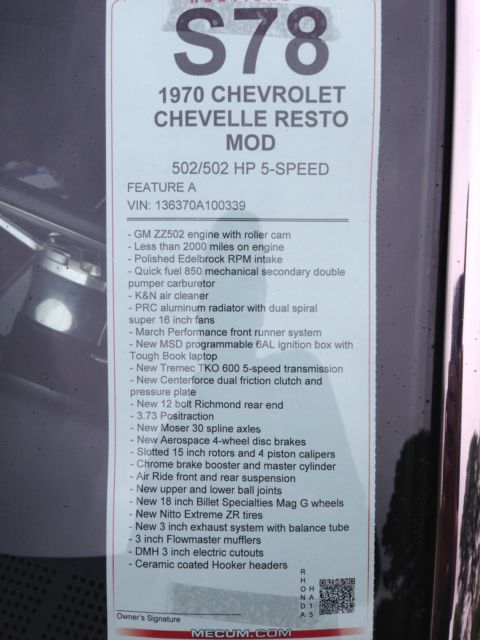 S78
1970 CHEVROLET
CHEVELLE RESTO
MOD
502/502 HP 5-SPEED
FEATURE A
VIN: 136370A100339
- GM ZZ502 engine with roller cam
- Less than 2000 miles on engine
- Polished Edelbrock RPM intake
- Quick fuel 850 mechanical secondary double
pumper carburetor
- K&N air cleaner
- PRC aluminum radiator with dual spiral
super 16 inch fans
- March Performance front runner system
- New MSD programmable 6AL ignition box with
Tough Book laptop
- New Tremec TKO 600 5-speed transmission
- New Centerforce dual friction clutch and
pressure plate
- New 12 bolt Richmond rear end
- 3.73 Positraction
- New Moser 30 spline axles
- New Aerospace 4-wheel disc brakes
- Slotted 15 inch rotors and 4 piston calipers
- Chrome brake booster and master cylinder
- Air Ride front and rear suspension
- New upper and lower ball joints
- New 18 inch Billet Specialties Mag G wheels
- New Nitto Extreme ZR tires
- New 3 inch exhaust system with balance tube
- 3 inch Flowmaster mufflers
- DMH 3 inch electric cutouts
- Ceramic coated Hooker headers
RHONDA
HA15
Owner's Signature
MECUM.COM